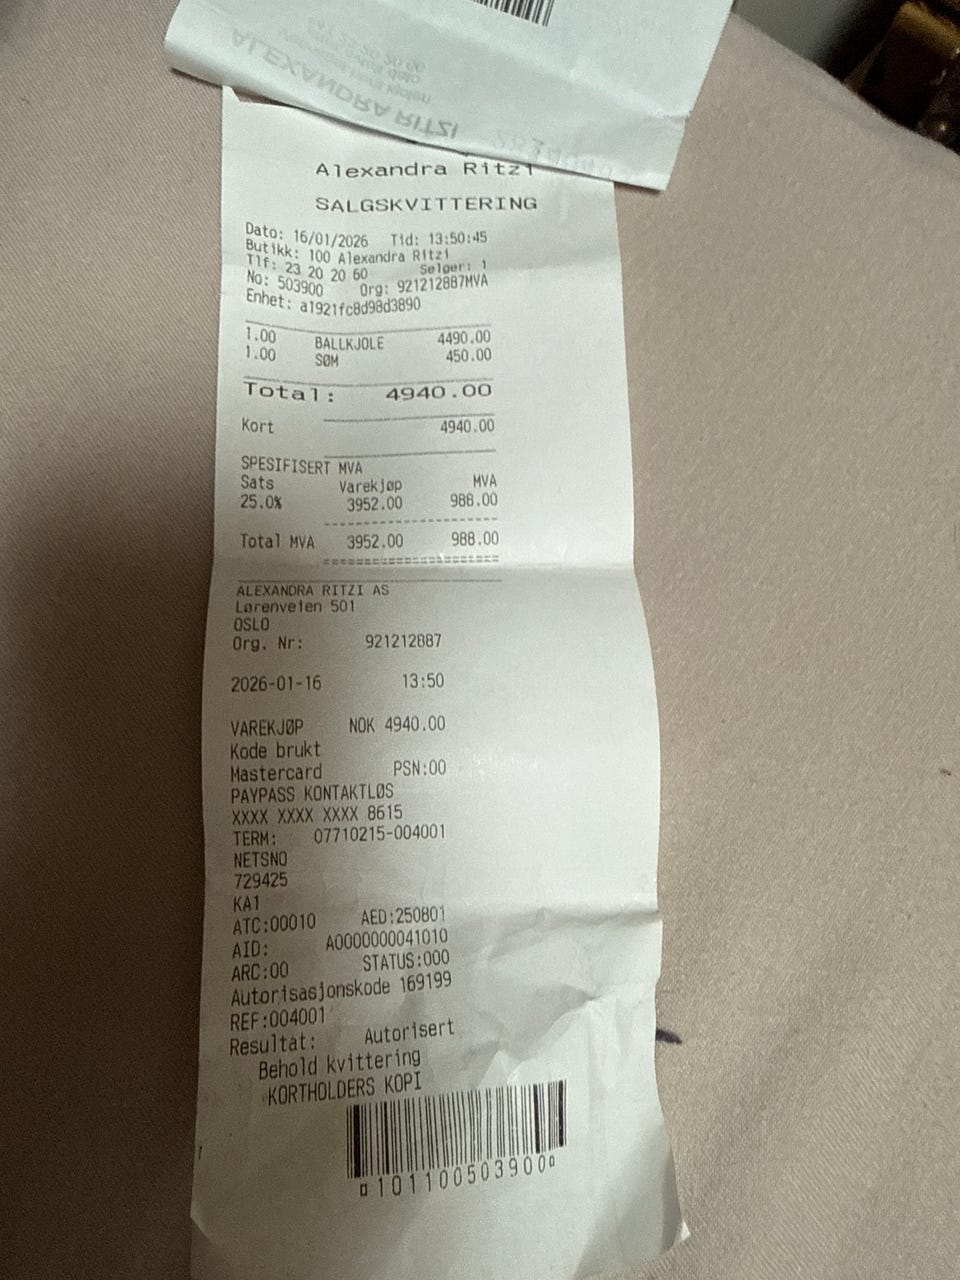 ALEXANDRA RITZI
Alexandra Ritzi
SALGSKVITTERING
Dato: 16/01/2026 Tid: 13:50:45
Butikk: 100 Alexandra Ritzi
Tlf: 23 20 20 60 Selger: 1
No: 503900 Org: 921212887MVA
Enhet: a1921fc8d98d3890
1.00 BALLKJOLE 4490.00
1.00 SØM 450.00
Total: 4940.00
Kort 4940.00
SPESIFISERT MVA
Sats Varekjøp MVA
25.0% 3952.00 988.00
Total MVA 3952.00 988.00
ALEXANDRA RITZI AS
Lørenveien 501
OSLO
Org. Nr: 921212887
2026-01-16 13:50
VAREKJØP NOK 4940.00
Kode brukt
Mastercard PSN:00
PAYPASS KONTAKTLØS
XXXX XXXX XXXX 8615
TERM: 07710215-004001
NETSNO
729425
KA1
ATC:00010 AED:250801
AID: A0000000041010
ARC:00 STATUS:000
Autorisasjonskode 169199
REF:004001
Resultat: Autorisert
Behold kvittering
KORTHOLDERS KOPI
101100503900